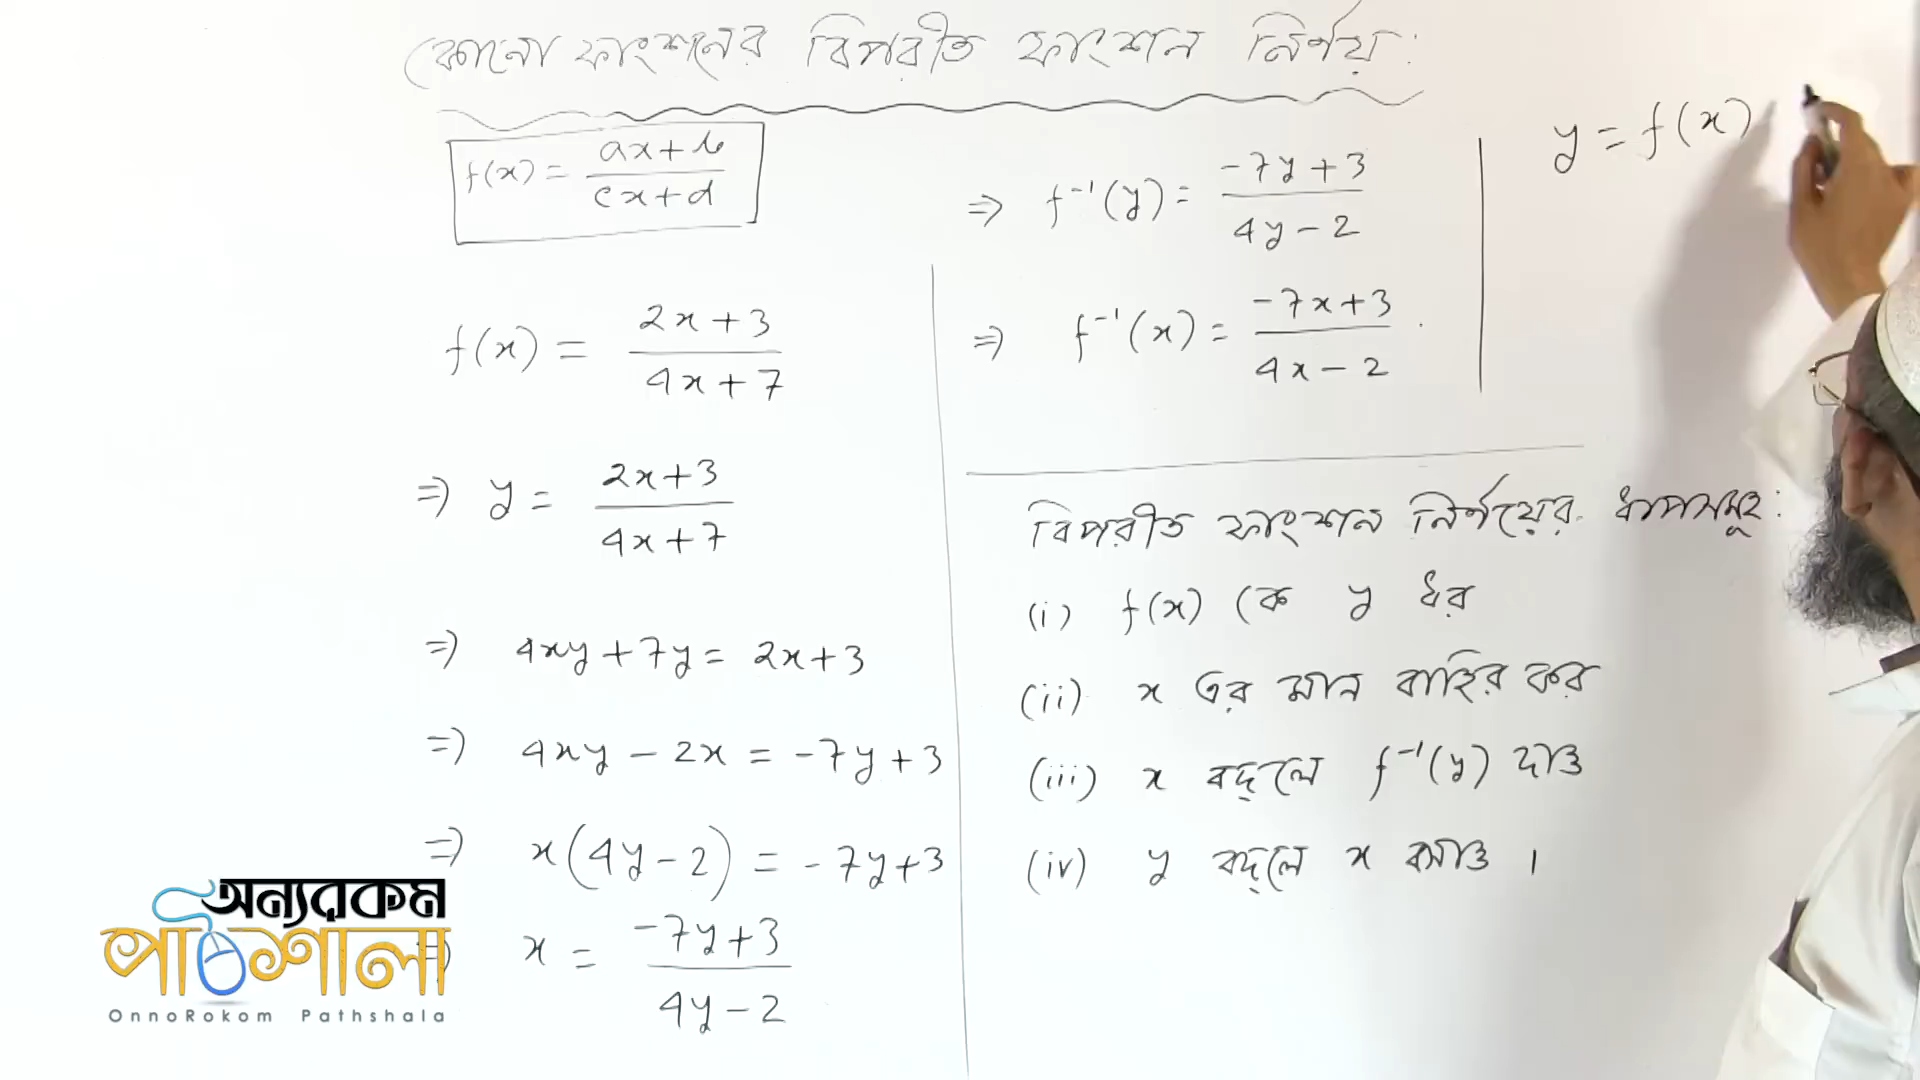 কোনো ফাংশনের বিপরীত ফাংশন নির্ণয়:
f(x) = (ax+b)/(cx+d)
f(x) = (2x+3)/(4x+7)
⇒ y = (2x+3)/(4x+7)
⇒ 4xy+7y = 2x+3
⇒ 4xy − 2x = −7y+3
⇒ x(4y−2) = −7y+3
⇒ x = (−7y+3)/(4y−2)
⇒ f⁻¹(y) = (−7y+3)/(4y−2)
⇒ f⁻¹(x) = (−7x+3)/(4x−2)
y = f(x)
বিপরীত ফাংশন নির্ণয়ের ধাপসমূহ:
(i) f(x) কে y ধর
(ii) x এর মান বাহির কর
(iii) x বদলে f⁻¹(y) দাও
(iv) y বদলে x বসাও ।
অন্যরকম
পাঠশালা
OnnoRokom Pathshala